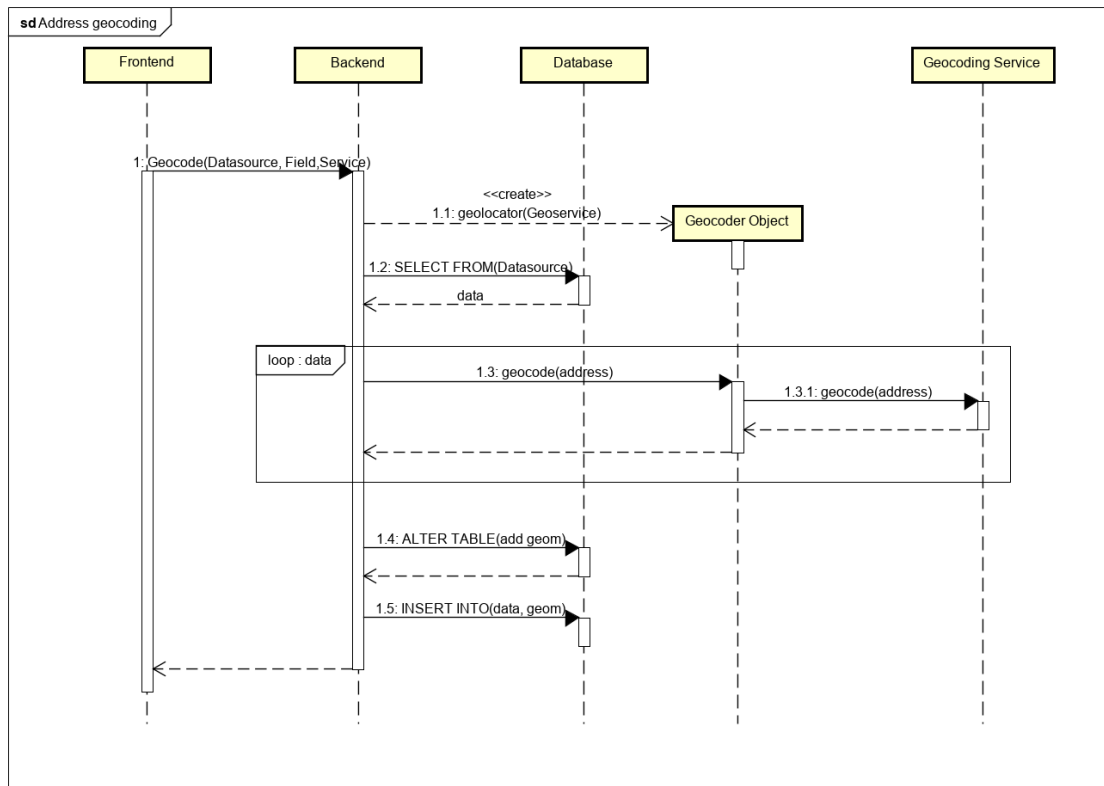 sd Address geocoding
Frontend
Backend
Database
Geocoding Service
1: Geocode(Datasource, Field,Service)
<<create>>
1.1: geolocator(Geoservice)
Geocoder Object
1.2: SELECT FROM(Datasource)
data
loop : data
1.3: geocode(address)
1.3.1: geocode(address)
1.4: ALTER TABLE(add geom)
1.5: INSERT INTO(data, geom)